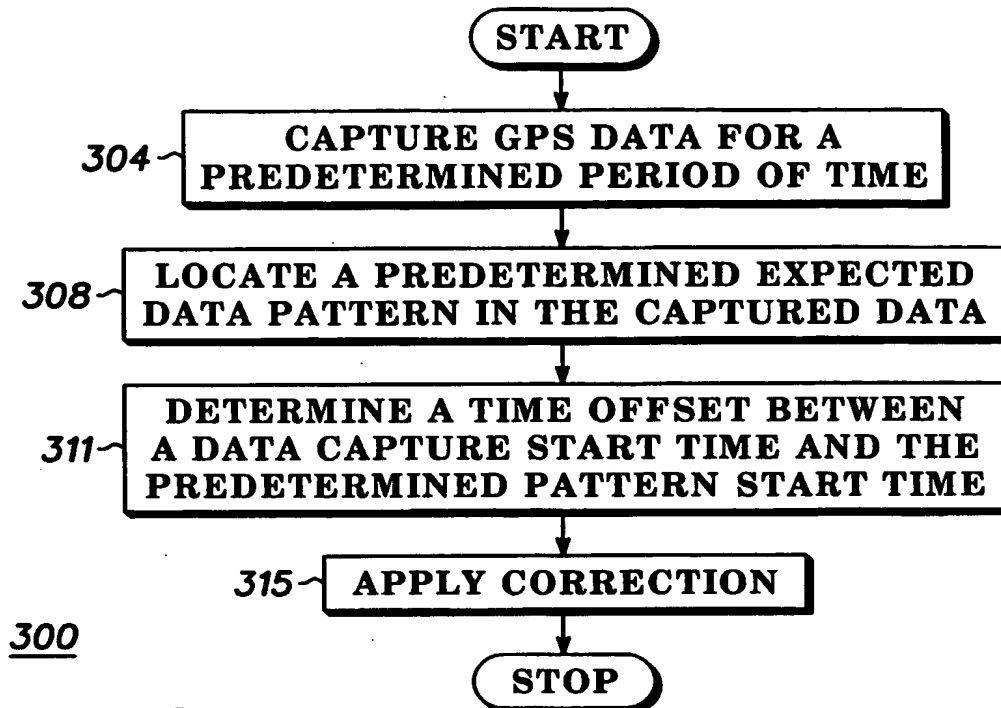 START
304
CAPTURE GPS DATA FOR A
PREDETERMINED PERIOD OF TIME
308
LOCATE A PREDETERMINED EXPECTED
DATA PATTERN IN THE CAPTURED DATA
311
DETERMINE A TIME OFFSET BETWEEN
A DATA CAPTURE START TIME AND THE
PREDETERMINED PATTERN START TIME
315
APPLY CORRECTION
300
STOP